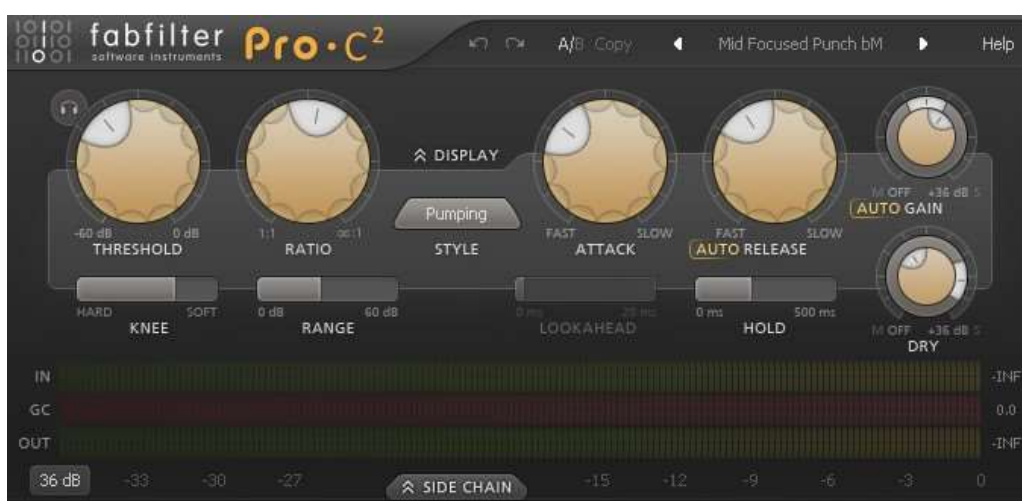 fabfilter
software instruments
Pro·C²
A/B Copy
Mid Focused Punch bM
Help
DISPLAY
-60 dB 0 dB
THRESHOLD
1:1 ∞:1
RATIO
Pumping
STYLE
FAST SLOW
ATTACK
FAST SLOW
AUTO RELEASE
M OFF +36 dB S
AUTO GAIN
HARD SOFT
KNEE
0 dB 60 dB
RANGE
0 ms 20 ms
LOOKAHEAD
0 ms 500 ms
HOLD
M OFF +36 dB S
DRY
IN -INF
GC 0.0
OUT -INF
36 dB -33 -30 -27 SIDE CHAIN -15 -12 -9 -6 -3 0